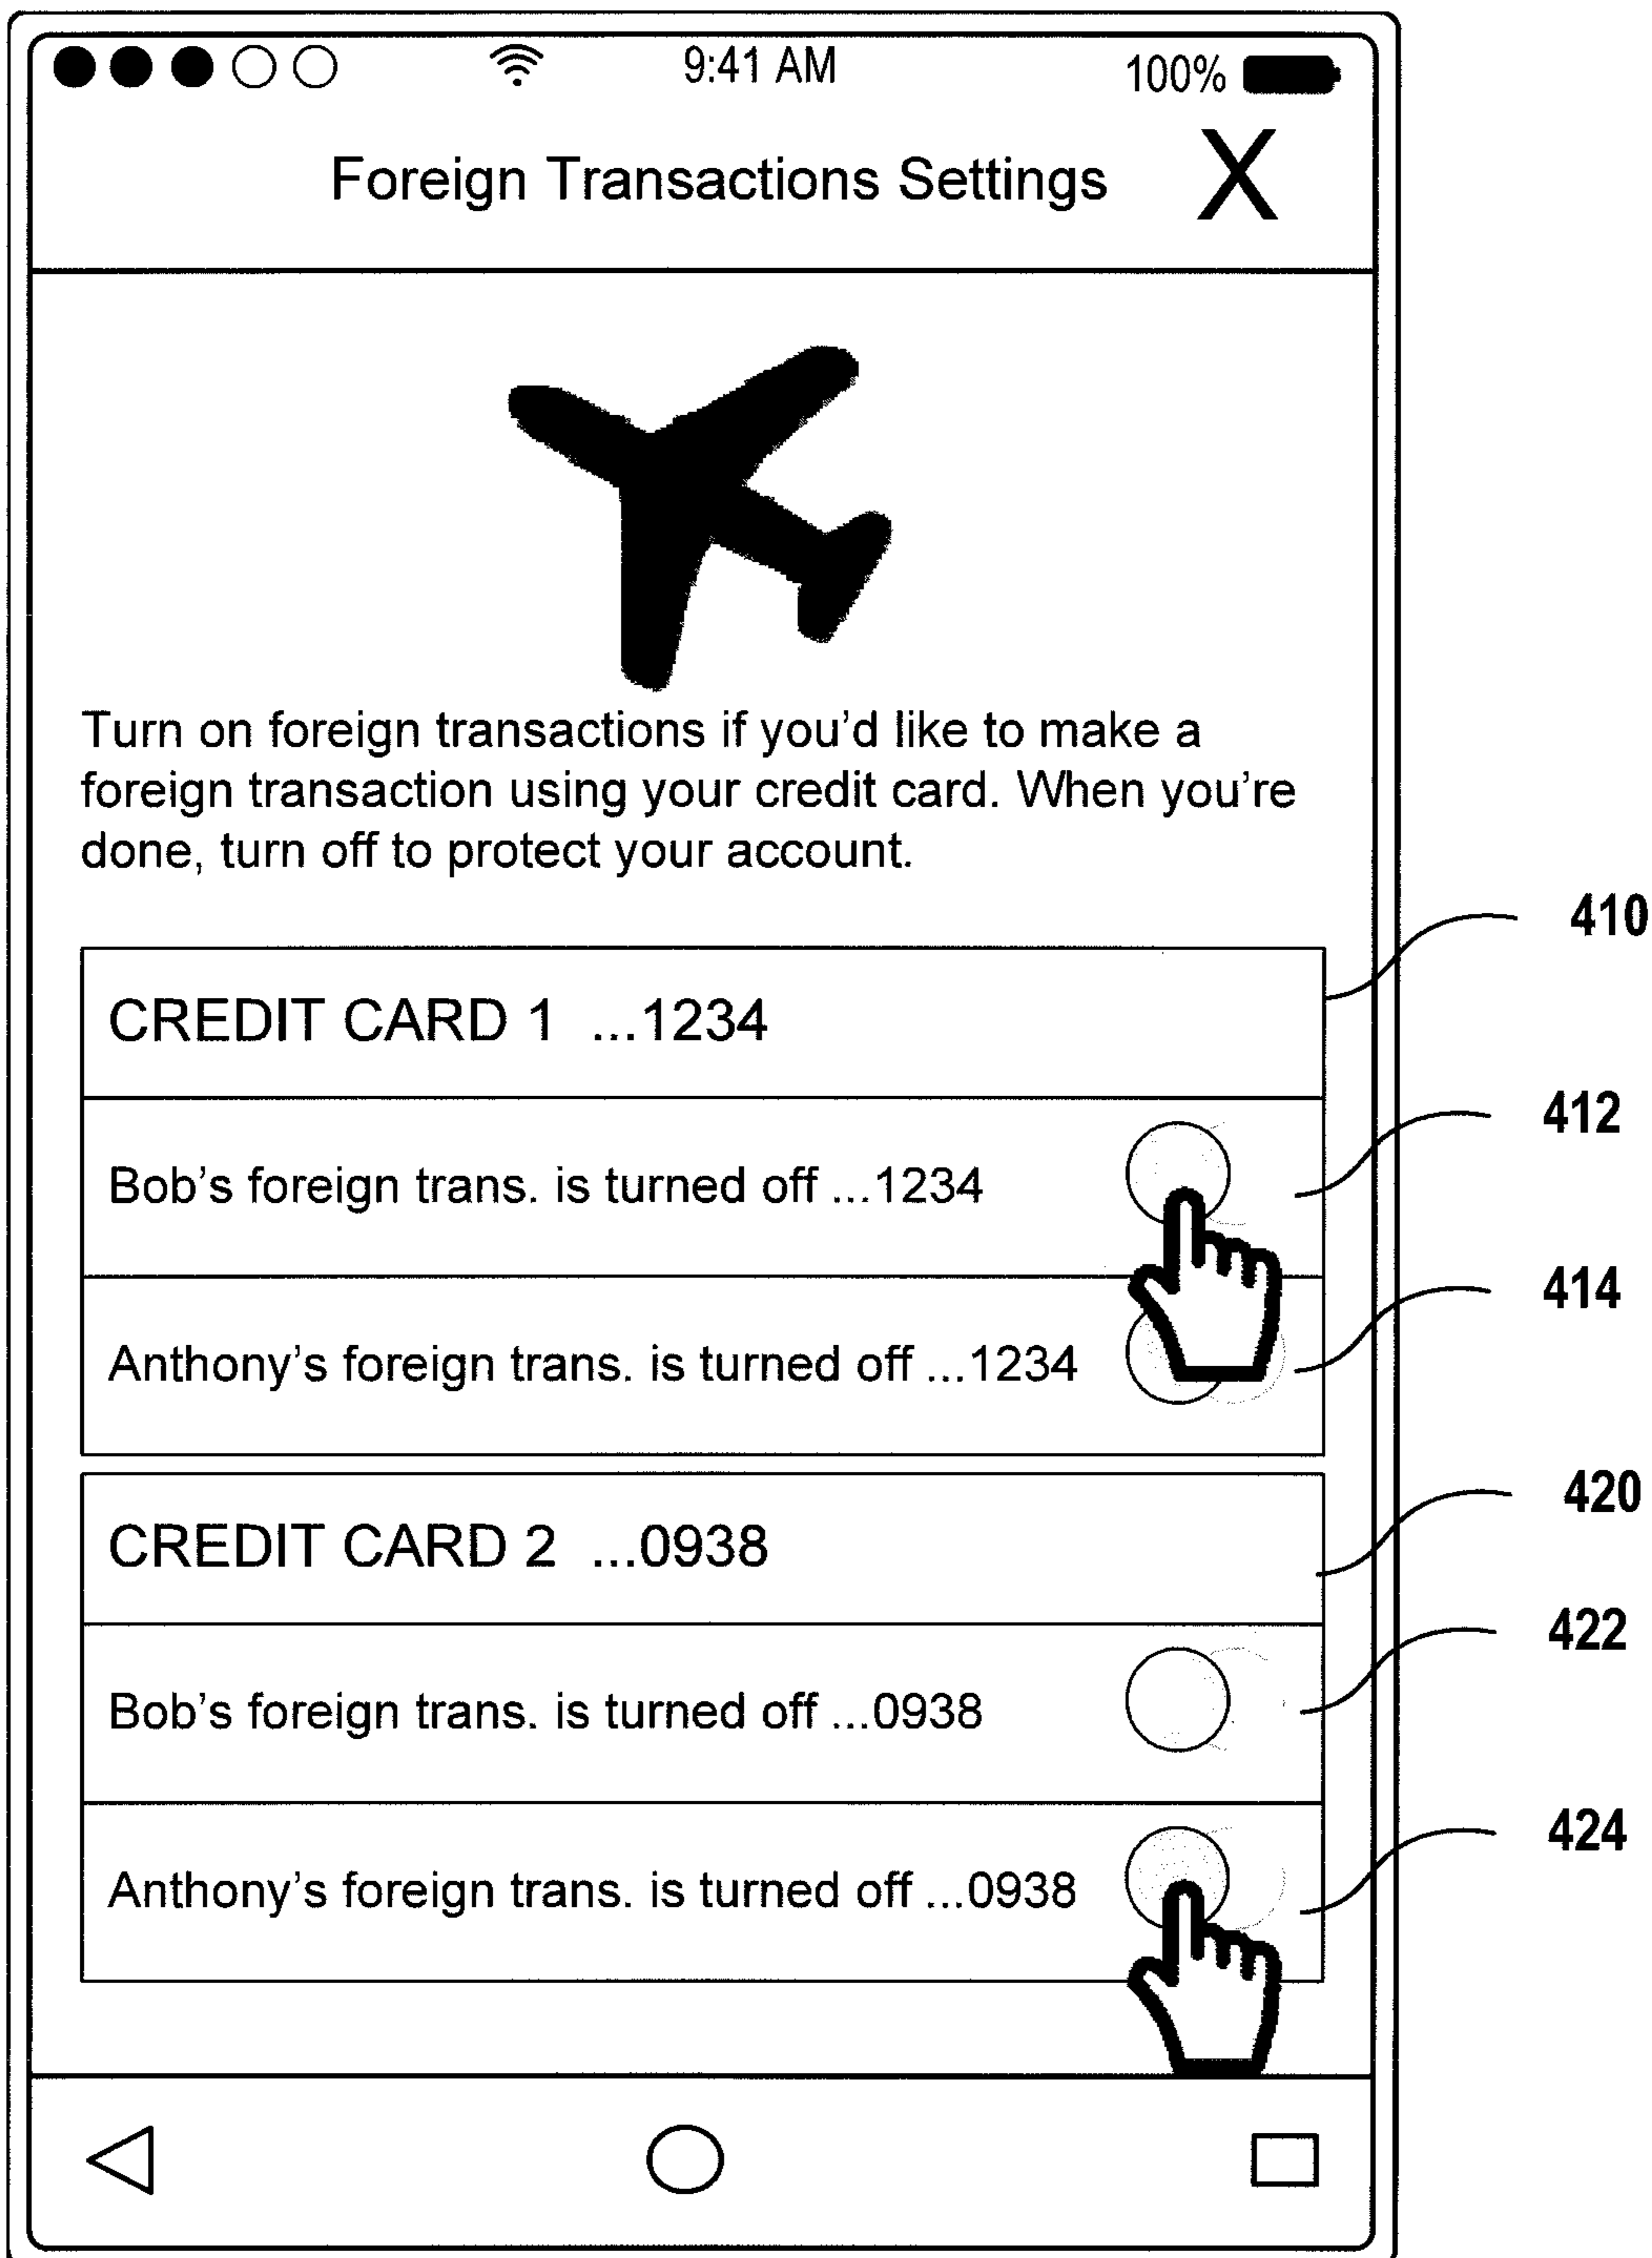 9:41 AM
100%
Foreign Transactions Settings X
Turn on foreign transactions if you'd like to make a
foreign transaction using your credit card. When you're
done, turn off to protect your account.
410
CREDIT CARD 1 ...1234
412
Bob's foreign trans. is turned off ...1234
414
Anthony's foreign trans. is turned off ...1234
420
CREDIT CARD 2 ...0938
422
Bob's foreign trans. is turned off ...0938
424
Anthony's foreign trans. is turned off ...0938